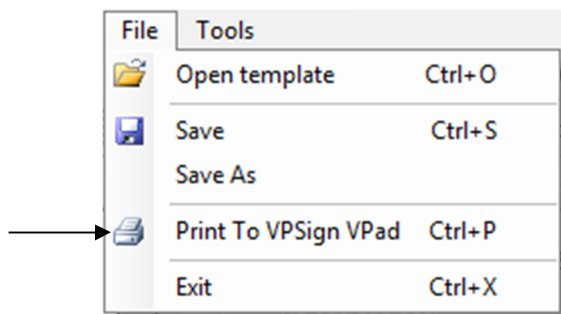 File Tools
Open template Ctrl+O
Save Ctrl+S
Save As
Print To VPSign VPad Ctrl+P
Exit Ctrl+X